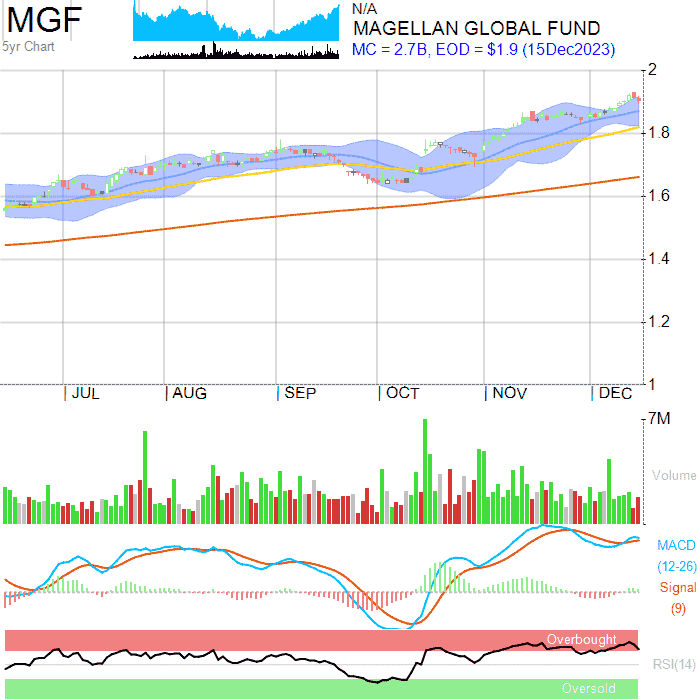 MGF
5yr Chart
N/A
MAGELLAN GLOBAL FUND
MC = 2.7B, EOD = $1.9 (15Dec2023)
2
1.8
1.6
1.4
1.2
1
JUL AUG SEP OCT NOV DEC
7M
Volume
MACD
(12-26)
Signal
(9)
Overbought
RSI(14)
Oversold